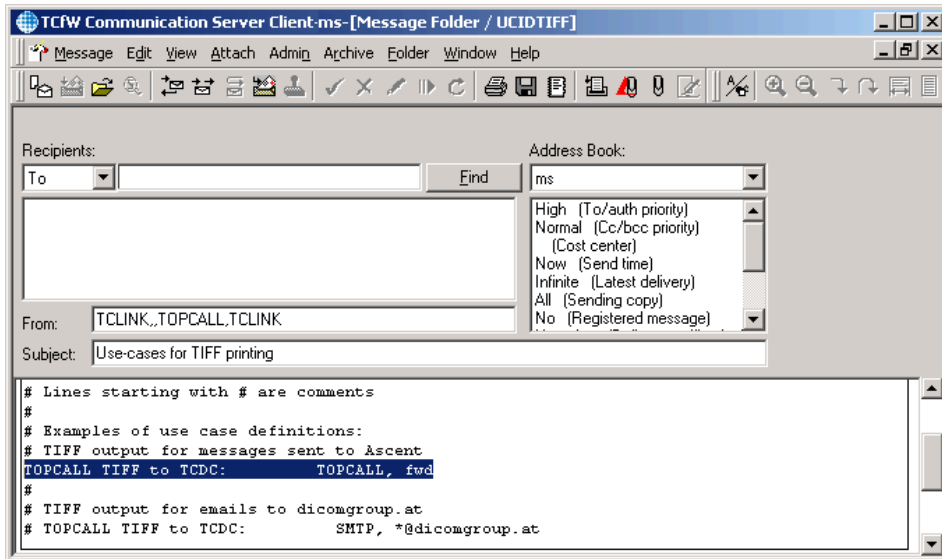 TCfW Communication Server Client-ms-[Message Folder / UCIDTIFF]
Message Edit View Attach Admin Archive Folder Window Help
Recipients:
Address Book:
To
Find
ms
High (To/auth priority)
Normal (Cc/bcc priority)
(Cost center)
Now (Send time)
Infinite (Latest delivery)
All (Sending copy)
No (Registered message)
From: TCLINK,,TOPCALL,TCLINK
Subject: Use-cases for TIFF printing
# Lines starting with # are comments
#
# Examples of use case definitions:
# TIFF output for messages sent to Ascent
TOPCALL TIFF to TCDC: TOPCALL, fwd
#
# TIFF output for emails to dicomgroup.at
# TOPCALL TIFF to TCDC: SMTP, *@dicomgroup.at